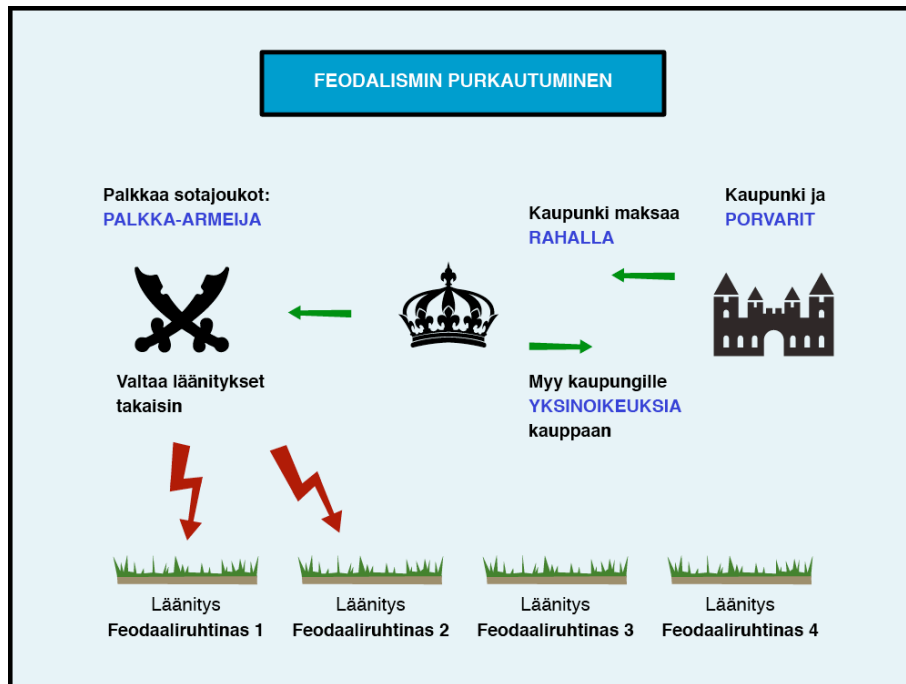 FEODALISMIN PURKAUTUMINEN
Palkkaa sotajoukot:
PALKKA-ARMEIJA
Kaupunki maksaa
RAHALLA
Kaupunki ja
PORVARIT
Valtaa läänitykset
takaisin
Myy kaupungille
YKSINOIKEUKSIA
kauppaan
Läänitys
Feodaaliruhtinas 1
Läänitys
Feodaaliruhtinas 2
Läänitys
Feodaaliruhtinas 3
Läänitys
Feodaaliruhtinas 4